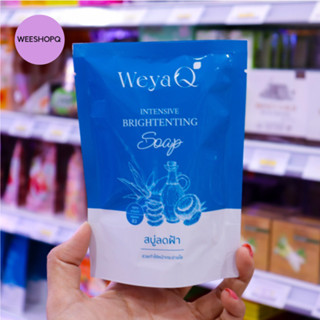 WEESHOPQ
WeyaQ
INTENSIVE
BRIGHTENTING
Soap
สบู่ลดฝ้า